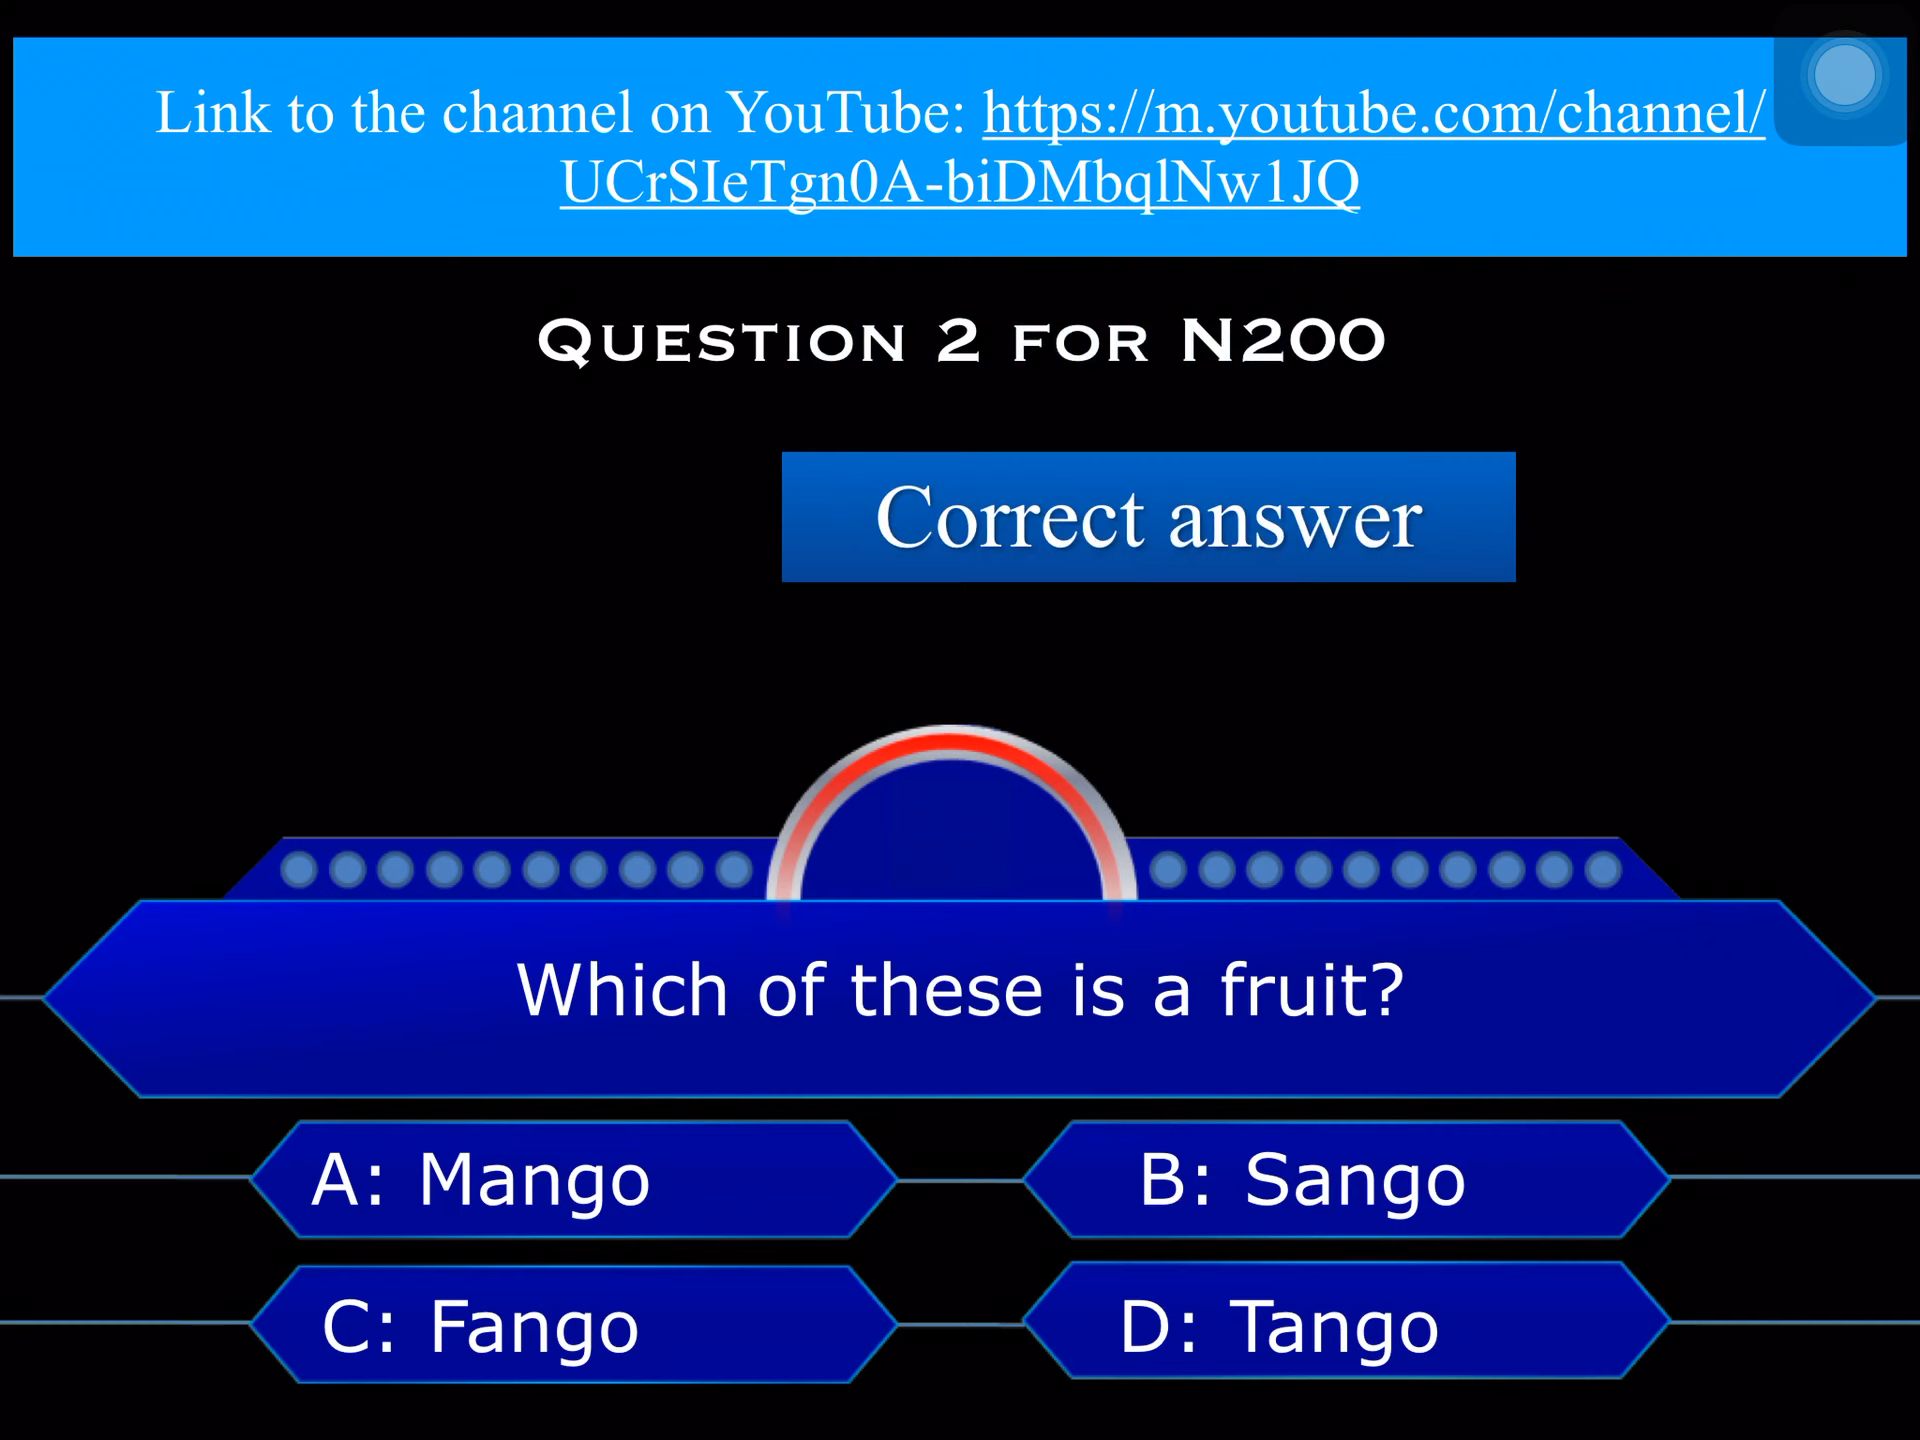 Link to the channel on YouTube: https://m.youtube.com/channel/
UCrSIeTgn0A-biDMbqlNw1JQ
Question 2 for N200
Correct answer
Which of these is a fruit?
A: Mango
B: Sango
C: Fango
D: Tango